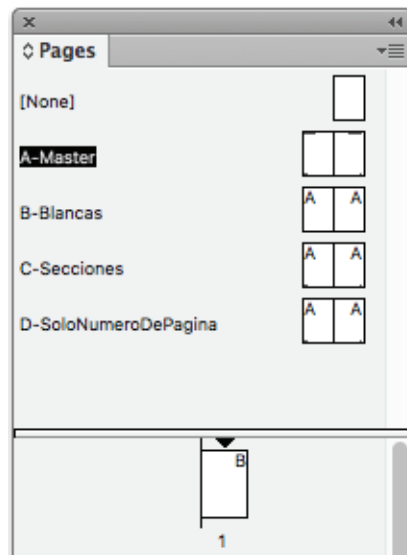 Pages
[None]
A-Master
B-Blancas
A A
C-Secciones
A A
D-SoloNumeroDePagina
A A
B
1